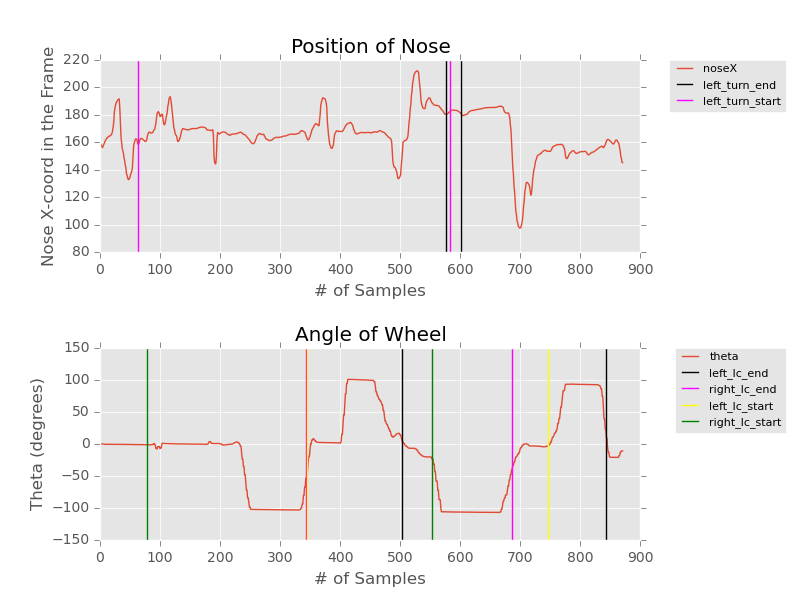 Position of Nose
Nose X-coord in the Frame
220
200
180
160
140
120
100
80
0 100 200 300 400 500 600 700 800 900
# of Samples
noseX
left_turn_end
left_turn_start
Angle of Wheel
Theta (degrees)
150
100
50
0
−50
−100
−150
0 100 200 300 400 500 600 700 800 900
# of Samples
theta
left_lc_end
right_lc_end
left_lc_start
right_lc_start